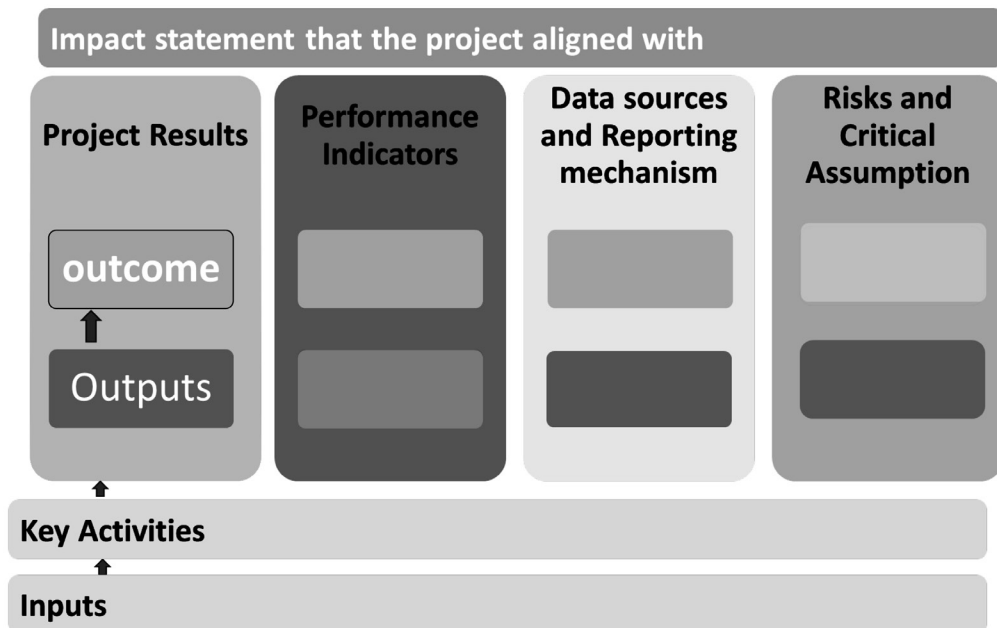 Impact statement that the project aligned with
Project Results
Performance
Indicators
Data sources
and Reporting
mechanism
Risks and
Critical
Assumption
outcome
Outputs
Key Activities
Inputs